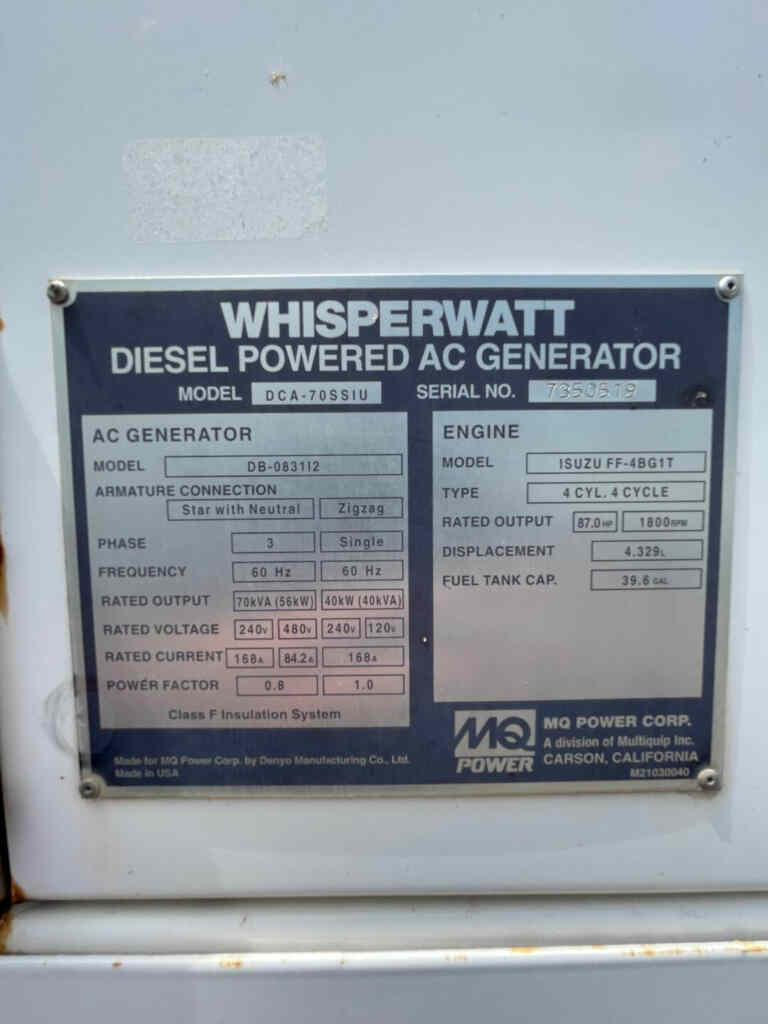 WHISPERWATT
DIESEL POWERED AC GENERATOR
MODEL DCA-70SSIU SERIAL NO. 7350519
AC GENERATOR
MODEL DB-0831I2
ARMATURE CONNECTION
Star with Neutral Zigzag
PHASE 3 Single
FREQUENCY 60 Hz 60 Hz
RATED OUTPUT 70kVA (56kW) 40kW (40kVA)
RATED VOLTAGE 240V 480V 240V 120V
RATED CURRENT 168A 84.2A 168A
POWER FACTOR 0.8 1.0
Class F Insulation System
ENGINE
MODEL ISUZU FF-4BG1T
TYPE 4 CYL. 4 CYCLE
RATED OUTPUT 87.0 HP 1800RPM
DISPLACEMENT 4.329L
FUEL TANK CAP. 39.6 GAL
Made for MQ Power Corp. by Denyo Manufacturing Co., Ltd.
Made in USA
MQ
POWER
MQ POWER CORP.
A division of Multiquip Inc.
CARSON, CALIFORNIA
M21030040